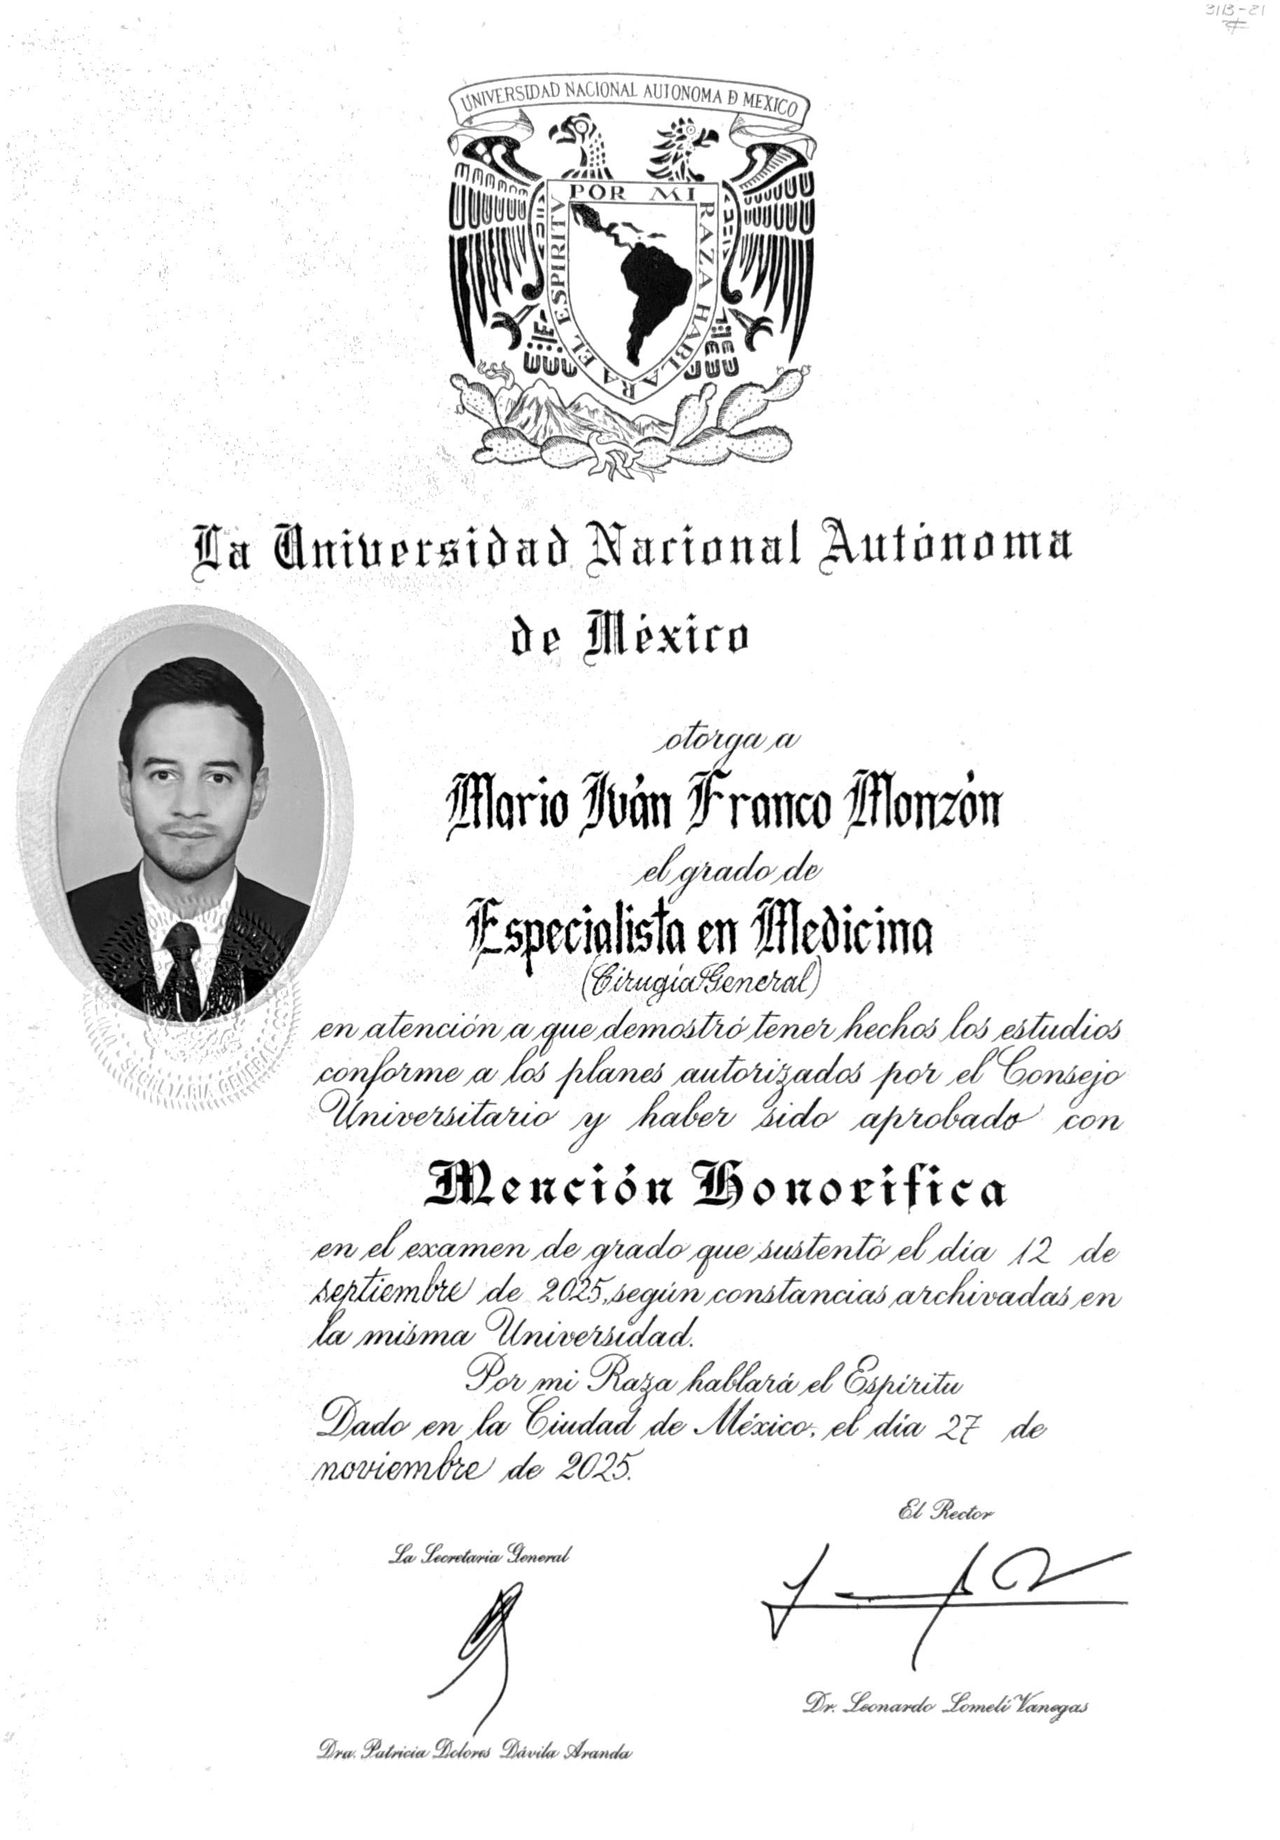 3113-21
UNIVERSIDAD NACIONAL AUTONOMA D MEXICO
POR MI RAZA HABLARA EL ESPIRITU
La Universidad Nacional Autónoma
de México
otorga a
Mario Iván Franco Monzón
el grado de
Especialista en Medicina
(Cirugía General)
en atención a que demostró tener hechos los estudios
conforme a los planes autorizados por el Consejo
Universitario y haber sido aprobado con
Mención Honorífica
en el examen de grado que sustentó el día 12 de
septiembre de 2025, según constancias archivadas en
la misma Universidad.
Por mi Raza hablará el Espíritu
Dado en la Ciudad de México, el día 27 de
noviembre de 2025.
El Rector
La Secretaria General
Dr. Leonardo Lomelí Vanegas
Dra. Patricia Dolores Dávila Aranda
SECRETARIA GENERAL